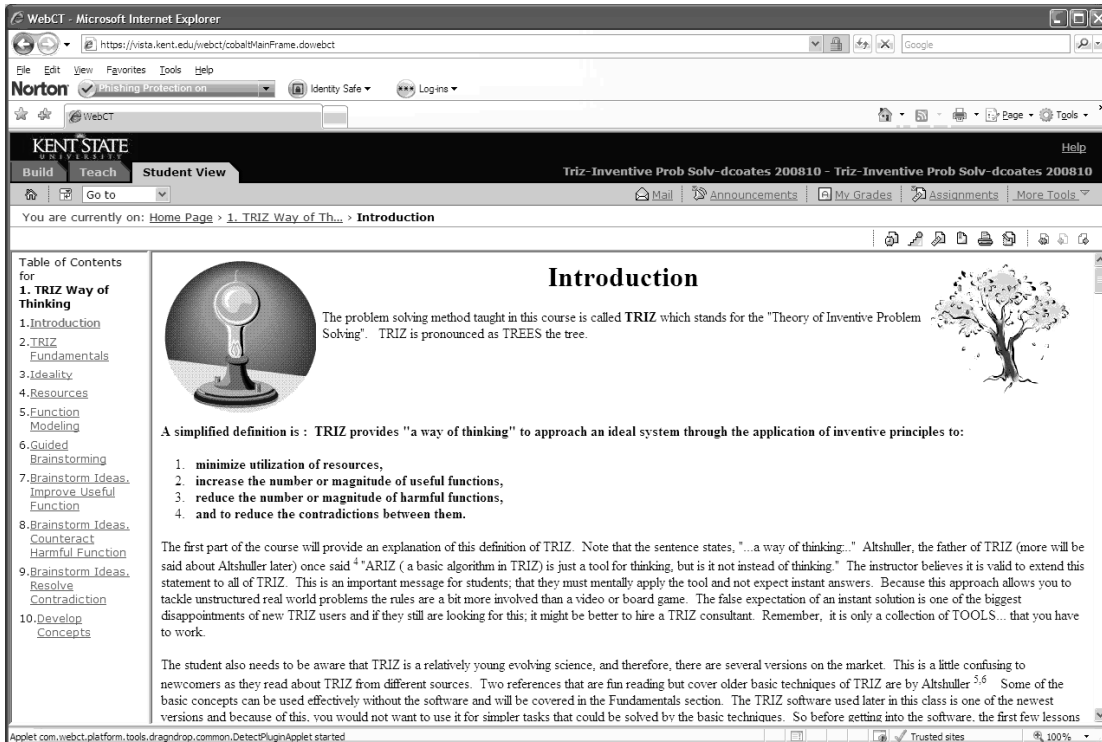 WebCT - Microsoft Internet Explorer
https://vista.kent.edu/webct/cobaltMainFrame.dowebct
Google
File Edit View Favorites Tools Help
Norton Phishing Protection on Identity Safe Log-ins
WebCT
Page Tools
KENT STATE
UNIVERSITY
Help
Build Teach Student View
Triz-Inventive Prob Solv-dcoates 200810 - Triz-Inventive Prob Solv-dcoates 200810
Go to
Mail Announcements My Grades Assignments More Tools
You are currently on: Home Page › 1. TRIZ Way of Th... › Introduction
Table of Contents
for
1. TRIZ Way of
Thinking
1.Introduction
2.TRIZ
Fundamentals
3.Ideality
4.Resources
5.Function
Modeling
6.Guided
Brainstorming
7.Brainstorm Ideas.
Improve Useful
Function
8.Brainstorm Ideas.
Counteract
Harmful Function
9.Brainstorm Ideas.
Resolve
Contradiction
10.Develop
Concepts
Introduction
The problem solving method taught in this course is called TRIZ which stands for the "Theory of Inventive Problem
Solving". TRIZ is pronounced as TREES the tree.
A simplified definition is : TRIZ provides "a way of thinking" to approach an ideal system through the application of inventive principles to:
1. minimize utilization of resources,
2. increase the number or magnitude of useful functions,
3. reduce the number or magnitude of harmful functions,
4. and to reduce the contradictions between them.
The first part of the course will provide an explanation of this definition of TRIZ. Note that the sentence states, "...a way of thinking..." Altshuller, the father of TRIZ (more will be
said about Altshuller later) once said 4 "ARIZ ( a basic algorithm in TRIZ) is just a tool for thinking, but is it not instead of thinking." The instructor believes it is valid to extend this
statement to all of TRIZ. This is an important message for students; that they must mentally apply the tool and not expect instant answers. Because this approach allows you to
tackle unstructured real world problems the rules are a bit more involved than a video or board game. The false expectation of an instant solution is one of the biggest
disappointments of new TRIZ users and if they still are looking for this; it might be better to hire a TRIZ consultant. Remember, it is only a collection of TOOLS... that you have
to work.
The student also needs to be aware that TRIZ is a relatively young evolving science, and therefore, there are several versions on the market. This is a little confusing to
newcomers as they read about TRIZ from different sources. Two references that are fun reading but cover older basic techniques of TRIZ are by Altshuller 5,6 Some of the
basic concepts can be used effectively without the software and will be covered in the Fundamentals section. The TRIZ software used later in this class is one of the newest
versions and because of this, you would not want to use it for simpler tasks that could be solved by the basic techniques. So before getting into the software, the first few lessons
Applet com.webct.platform.tools.dragndrop.common.DetectPluginApplet started
Trusted sites
100%